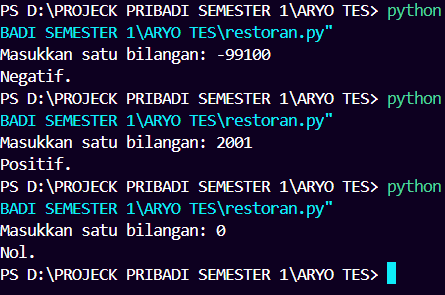 PS D:\PROJECK PRIBADI SEMESTER 1\ARYO TES> python
BADI SEMESTER 1\ARYO TES\restoran.py"
Masukkan satu bilangan: -99100
Negatif.
PS D:\PROJECK PRIBADI SEMESTER 1\ARYO TES> python
BADI SEMESTER 1\ARYO TES\restoran.py"
Masukkan satu bilangan: 2001
Positif.
PS D:\PROJECK PRIBADI SEMESTER 1\ARYO TES> python
BADI SEMESTER 1\ARYO TES\restoran.py"
Masukkan satu bilangan: 0
Nol.
PS D:\PROJECK PRIBADI SEMESTER 1\ARYO TES>